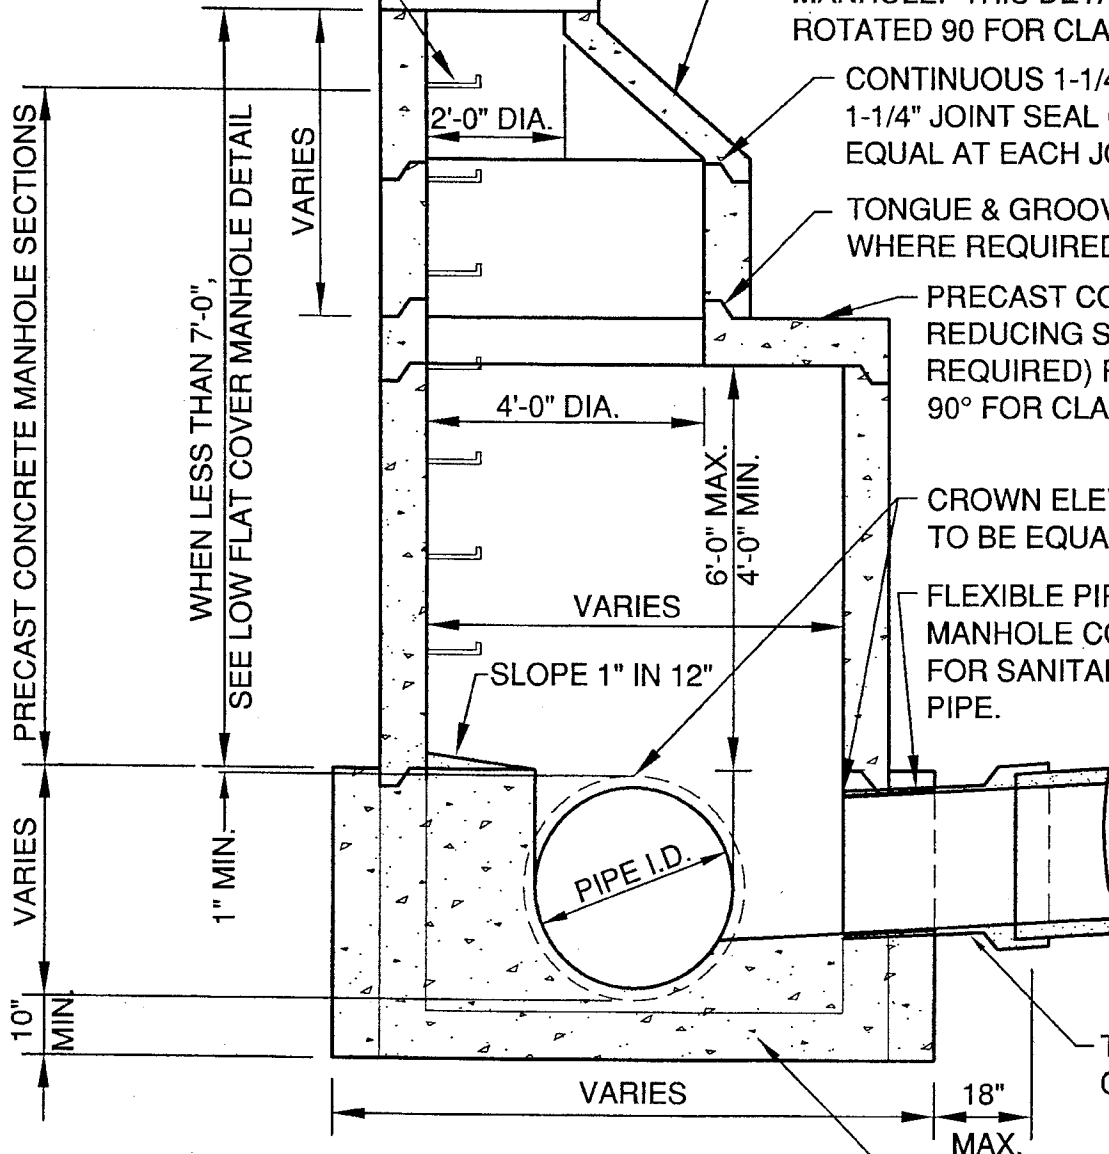 ROTATED 90 FOR CLA
CONTINUOUS 1-1/4
1-1/4" JOINT SEAL
EQUAL AT EACH JO
TONGUE & GROOV
WHERE REQUIRED
PRECAST CO
REDUCING S
REQUIRED) F
90° FOR CLA
CROWN ELEV
TO BE EQUA
FLEXIBLE PIP
MANHOLE CO
FOR SANITAR
PIPE.
PRECAST CONCRETE MANHOLE SECTIONS
WHEN LESS THAN 7'-0",
SEE LOW FLAT COVER MANHOLE DETAIL
VARIES
2'-0" DIA.
4'-0" DIA.
6'-0" MAX.
4'-0" MIN.
VARIES
SLOPE 1" IN 12"
VARIES
1" MIN.
PIPE I.D.
10"
MIN.
VARIES
18"
MAX.